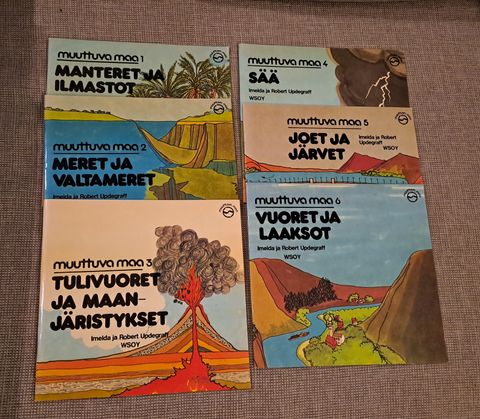 muuttuva maa 1
MANTERET JA
ILMASTOT
muuttuva maa 2
MERET JA
VALTAMERET
Imelda ja Robert Updegraff
muuttuva maa 3
TULIVUORET
JA MAAN-
JÄRISTYKSET
Imelda ja Robert Updegraff
WSOY
muuttuva maa 4
SÄÄ
Imelda ja Robert Updegraff
WSOY
muuttuva maa 5
JOET JA
JÄRVET
Imelda ja Robert
Updegraff
WSOY
muuttuva maa 6
VUORET JA
LAAKSOT
Imelda ja Robert Updegraff
WSOY